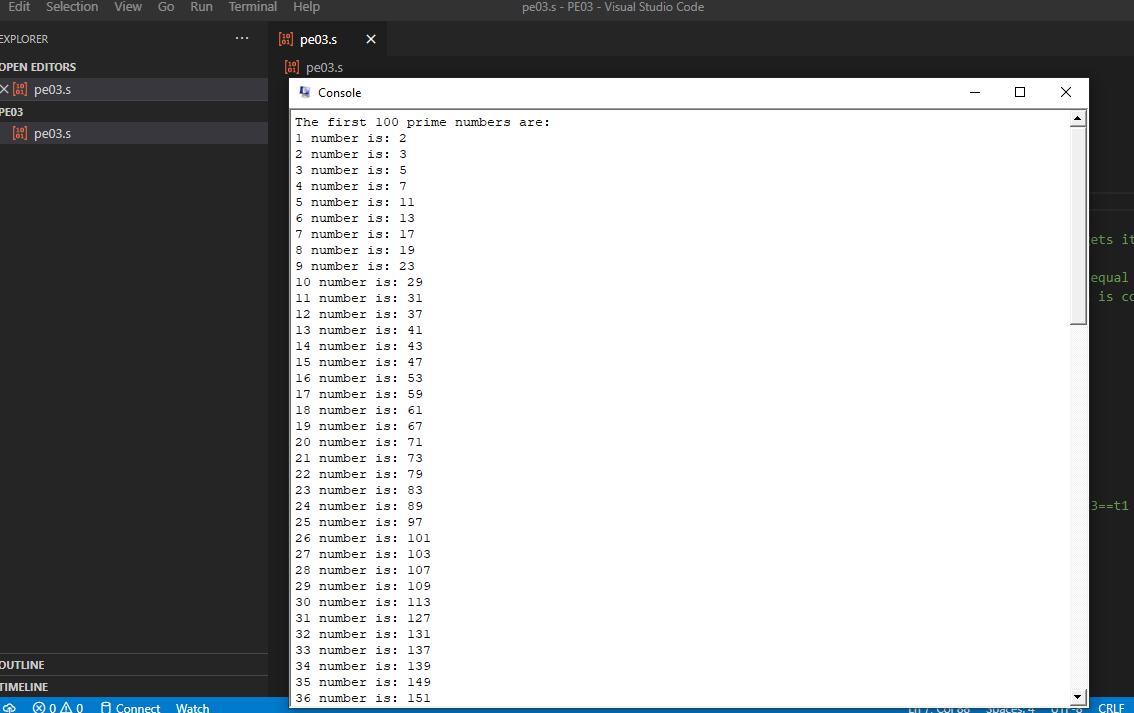 Edit Selection View Go Run Terminal Help pe03.s - PE03 - Visual Studio Code
EXPLORER ...
pe03.s
OPEN EDITORS
pe03.s
PE03
pe03.s
pe03.s
Console
The first 100 prime numbers are:
1 number is: 2
2 number is: 3
3 number is: 5
4 number is: 7
5 number is: 11
6 number is: 13
7 number is: 17
8 number is: 19
9 number is: 23
10 number is: 29
11 number is: 31
12 number is: 37
13 number is: 41
14 number is: 43
15 number is: 47
16 number is: 53
17 number is: 59
18 number is: 61
19 number is: 67
20 number is: 71
21 number is: 73
22 number is: 79
23 number is: 83
24 number is: 89
25 number is: 97
26 number is: 101
27 number is: 103
28 number is: 107
29 number is: 109
30 number is: 113
31 number is: 127
32 number is: 131
33 number is: 137
34 number is: 139
35 number is: 149
36 number is: 151
ets it
equal
is co
3==t1
OUTLINE
TIMELINE
0 0 Connect Watch
Ln 7, Col 88 Spaces: 4 UTF-8 CRLF